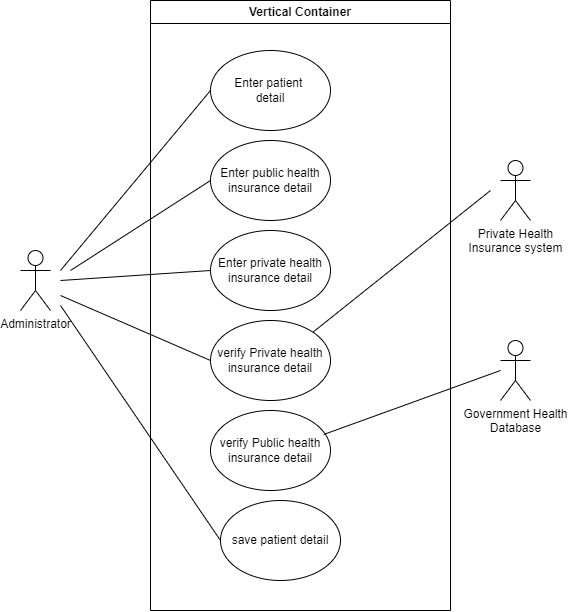 Vertical Container
Enter patient
detail
Enter public health
insurance detail
Enter private health
insurance detail
verify Private health
insurance detail
verify Public health
insurance detail
save patient detail
Administrator
Private Health
Insurance system
Government Health
Database